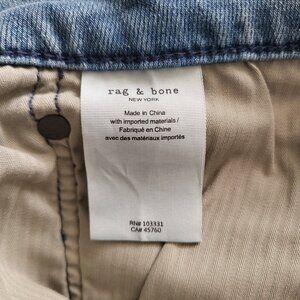 rag & bone
NEW YORK
Made in China
with imported materials /
Fabriqué en Chine
avec des matériaux importés
RN# 103331
CA# 45760